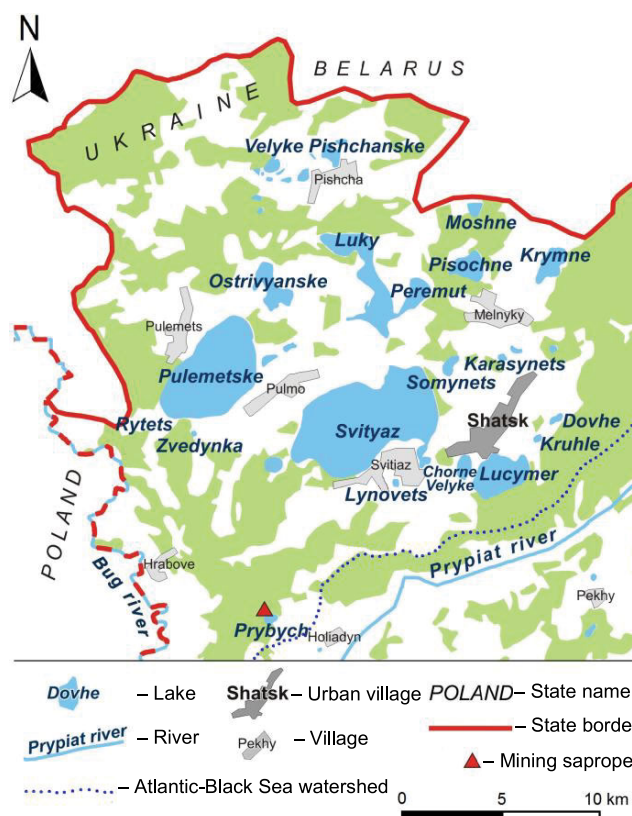 N
BELARUS
UKRAINE
Velyke Pishchanske
Pishcha
Moshne
Luky
Krymne
Pisochne
Ostrivyanske
Peremut
Melnyky
Pulemets
Karasynets
Pulemetske
Pulmo
Somynets
Shatsk
Rytets
Dovhe
Zvedynka
Svityaz
Kruhle
Svitiaz
Chorne
Velyke
Lucymer
Lynovets
POLAND
Prypiat river
Hrabove
Bug river
Pekhy
Prybych
Holiadyn
Dovhe – Lake
Shatsk – Urban village
POLAND – State name
Prypiat river – River
Pekhy – Village
– State borde
– Mining saprope
– Atlantic-Black Sea watershed
0 5 10 km